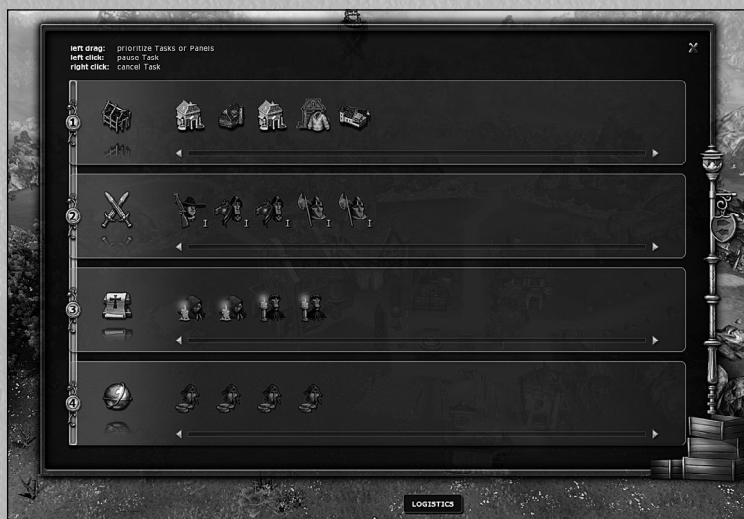 left drag: prioritize Tasks or Panels
left click: pause Task
right click: cancel Task
1
2
I I I I I
3
4
LOGISTICS